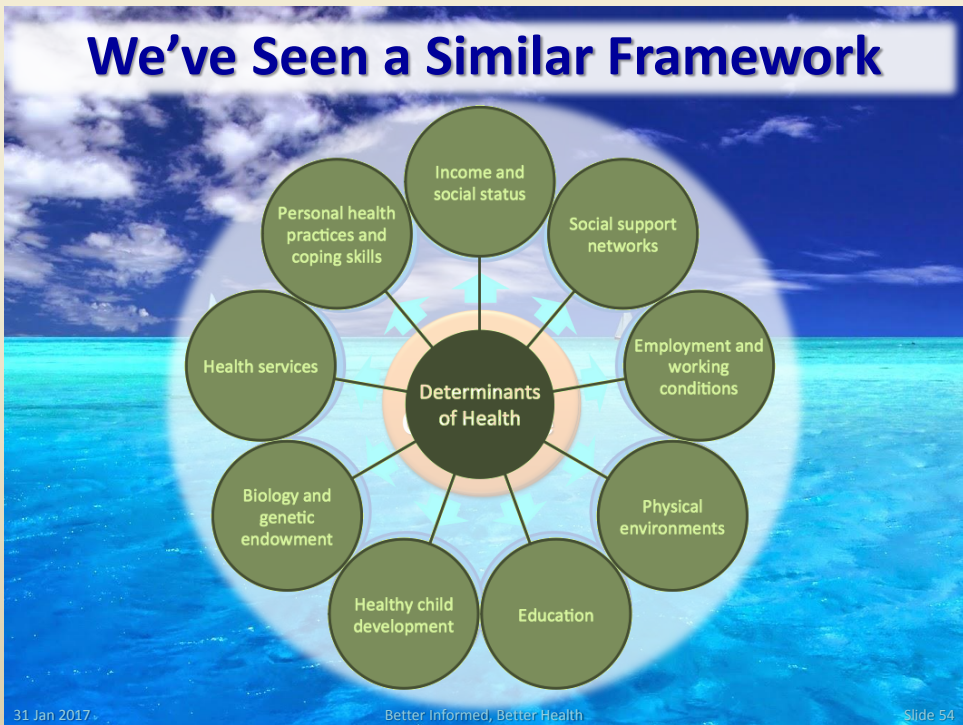 We've Seen a Similar Framework
Income and
social status
Social support
networks
Employment and
working
conditions
Physical
environments
Education
Healthy child
development
Biology and
genetic
endowment
Health services
Personal health
practices and
coping skills
Determinants
of Health
31 Jan 2017
Better Informed, Better Health
Slide 54